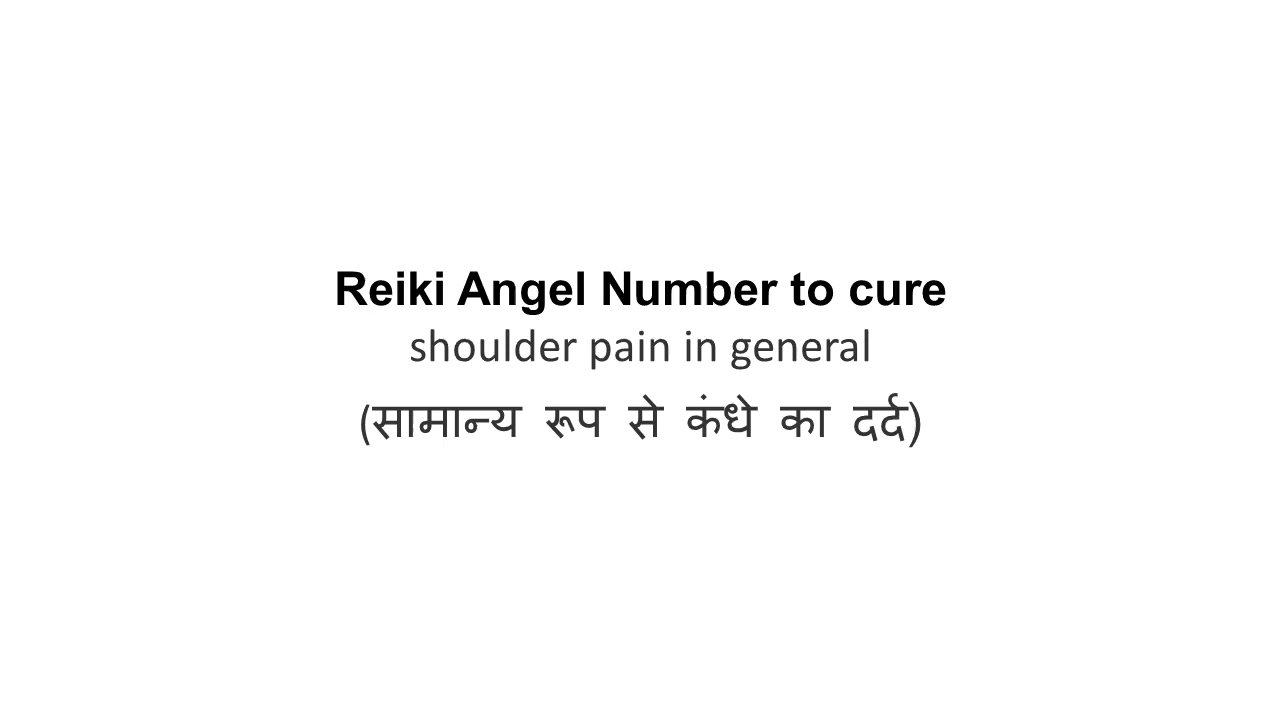 Reiki Angel Number to cure
shoulder pain in general
(सामान्य रूप से कंधे का दर्द)